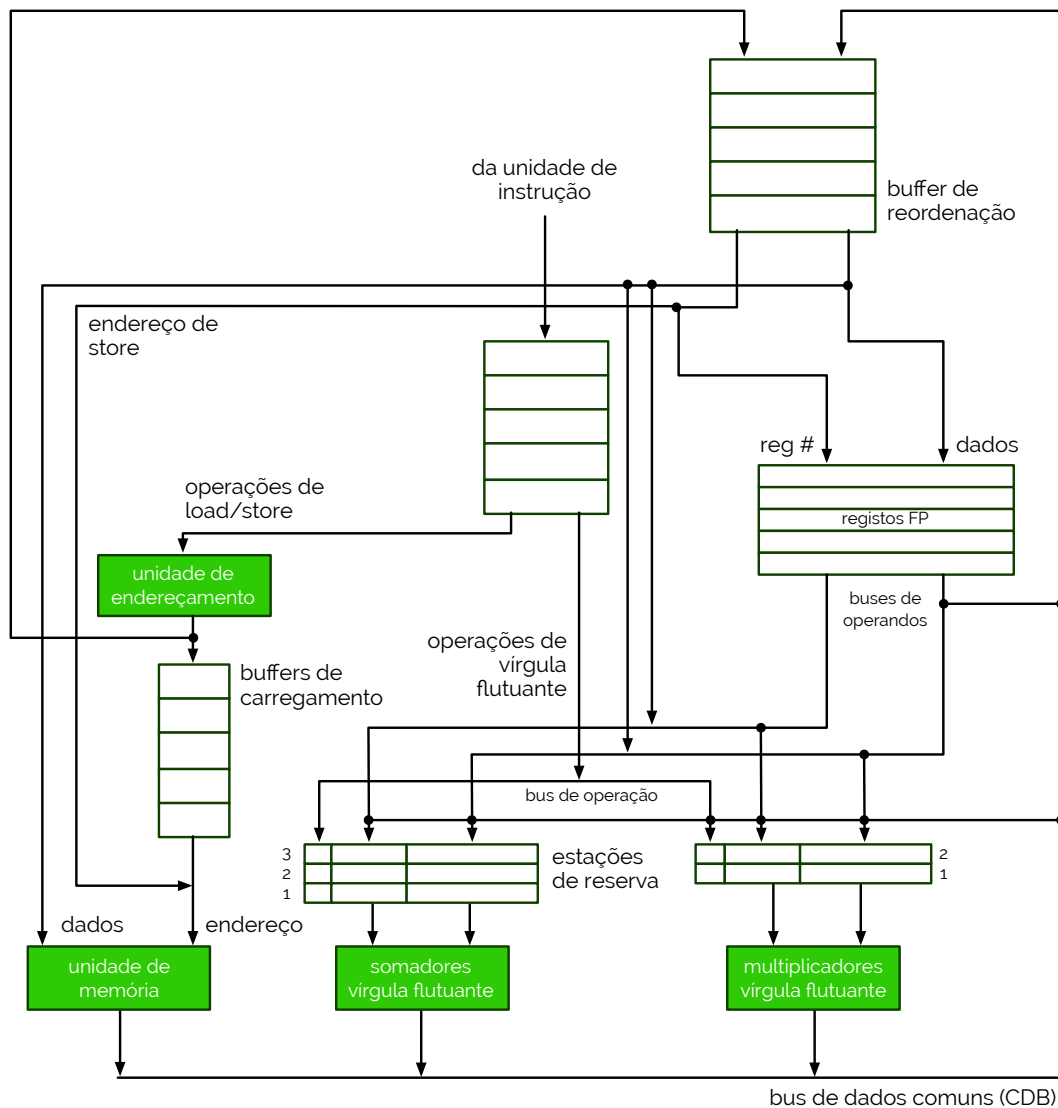 da unidade de
instrução
buffer de
reordenação
endereço de
store
reg #
dados
operações de
load/store
registos FP
unidade de
endereçamento
buses de
operandos
operações de
vírgula
flutuante
buffers de
carregamento
bus de operação
3
2
1
estações
de reserva
2
1
dados
endereço
unidade de
memória
somadores
vírgula flutuante
multiplicadores
vírgula flutuante
bus de dados comuns (CDB)